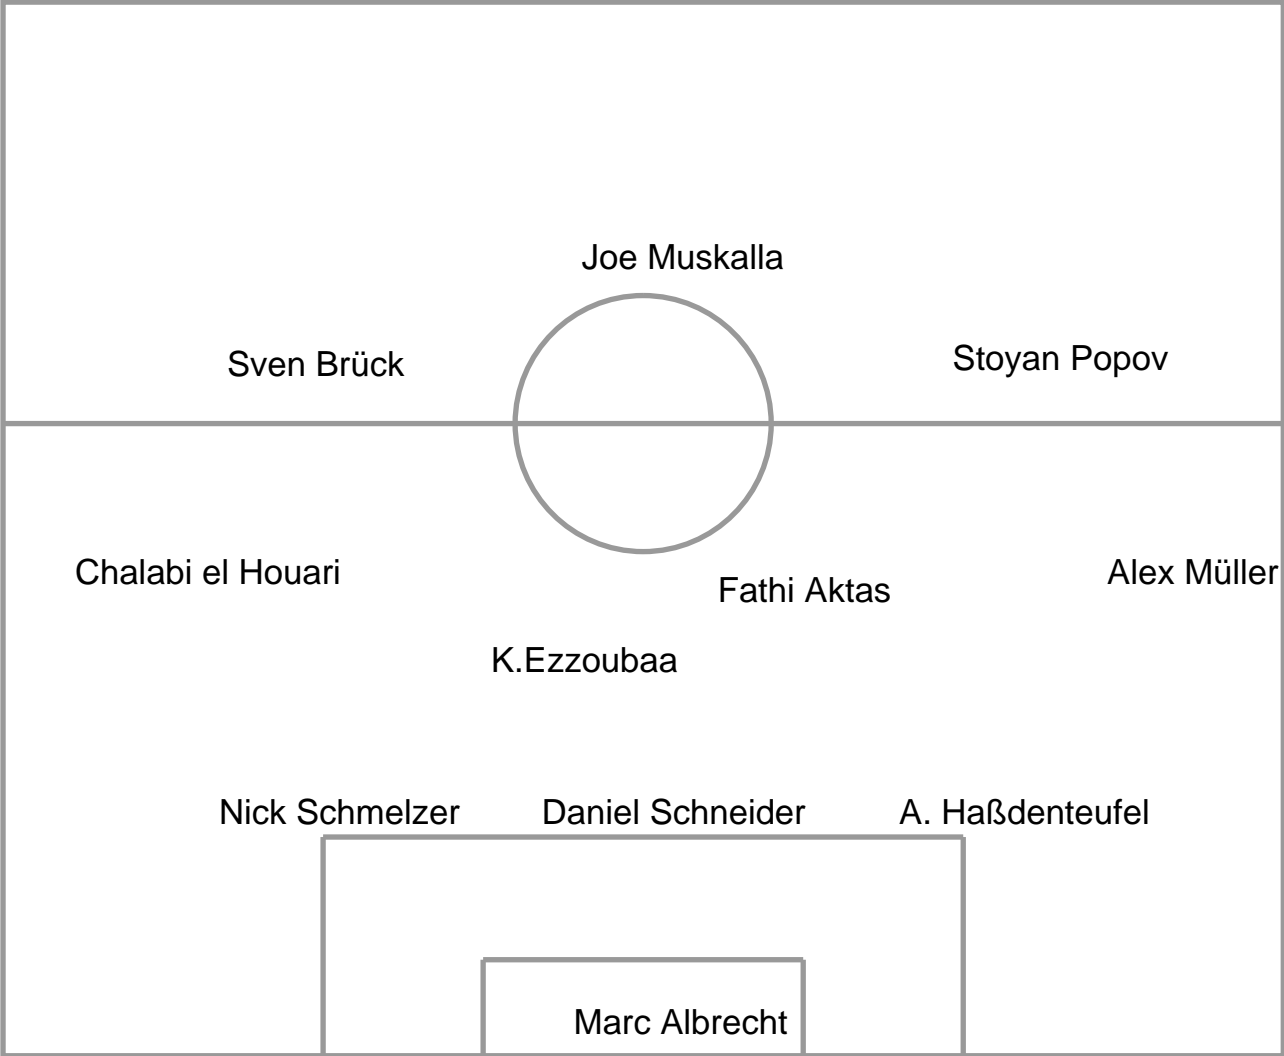 Joe Muskalla
Sven Brück
Stoyan Popov
Chalabi el Houari
Fathi Aktas
Alex Müller
K.Ezzoubaa
Nick Schmelzer
Daniel Schneider
A. Haßdenteufel
Marc Albrecht